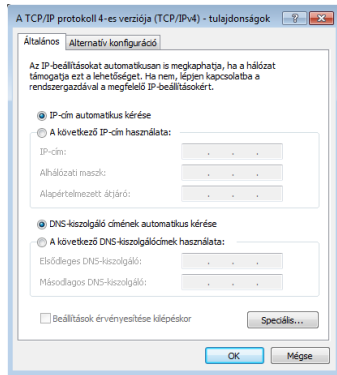 A TCP/IP protokoll 4-es verziója (TCP/IPv4) - tulajdonságok
Általános
Alternatív konfiguráció
Az IP-beállításokat automatikusan is megkaphatja, ha a hálózat
támogatja ezt a lehetőséget. Ha nem, lépjen kapcsolatba a
rendszergazdával a megfelelő IP-beállításokért.
IP-cím automatikus kérése
A következő IP-cím használata:
IP-cím:
Alhálózati maszk:
Alapértelmezett átjáró:
DNS-kiszolgáló címének automatikus kérése
A következő DNS-kiszolgálócímek használata:
Elsődleges DNS-kiszolgáló:
Másodlagos DNS-kiszolgáló:
Beállítások érvényesítése kilépéskor
Speciális...
OK
Mégse